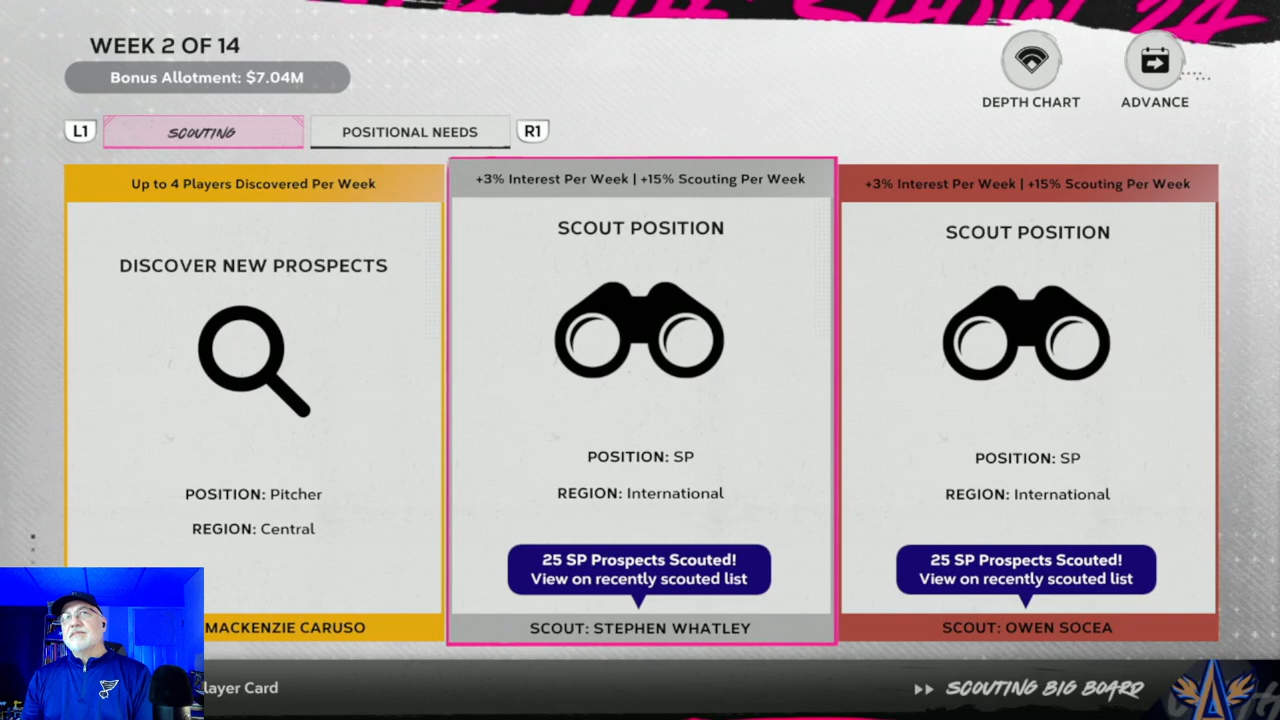 THE SHOW 24
WEEK 2 OF 14
Bonus Allotment: $7.04M
DEPTH CHART
ADVANCE
L1
SCOUTING
POSITIONAL NEEDS
R1
Up to 4 Players Discovered Per Week
DISCOVER NEW PROSPECTS
POSITION: Pitcher
REGION: Central
MACKENZIE CARUSO
+3% Interest Per Week | +15% Scouting Per Week
SCOUT POSITION
POSITION: SP
REGION: International
25 SP Prospects Scouted!
View on recently scouted list
SCOUT: STEPHEN WHATLEY
+3% Interest Per Week | +15% Scouting Per Week
SCOUT POSITION
POSITION: SP
REGION: International
25 SP Prospects Scouted!
View on recently scouted list
SCOUT: OWEN SOCEA
Card
SCOUTING BIG BOARD